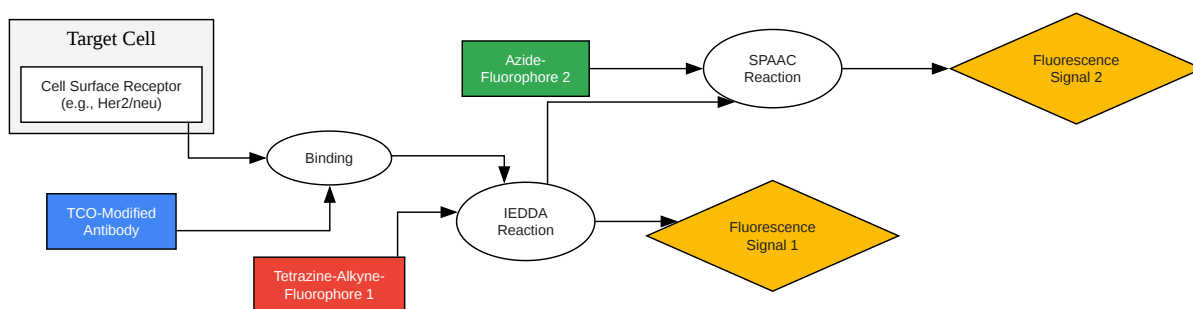 Target Cell
Cell Surface Receptor
(e.g., Her2/neu)
Azide-
Fluorophore 2
SPAAC
Reaction
Fluorescence
Signal 2
Binding
TCO-Modified
Antibody
IEDDA
Reaction
Fluorescence
Signal 1
Tetrazine-Alkyne-
Fluorophore 1